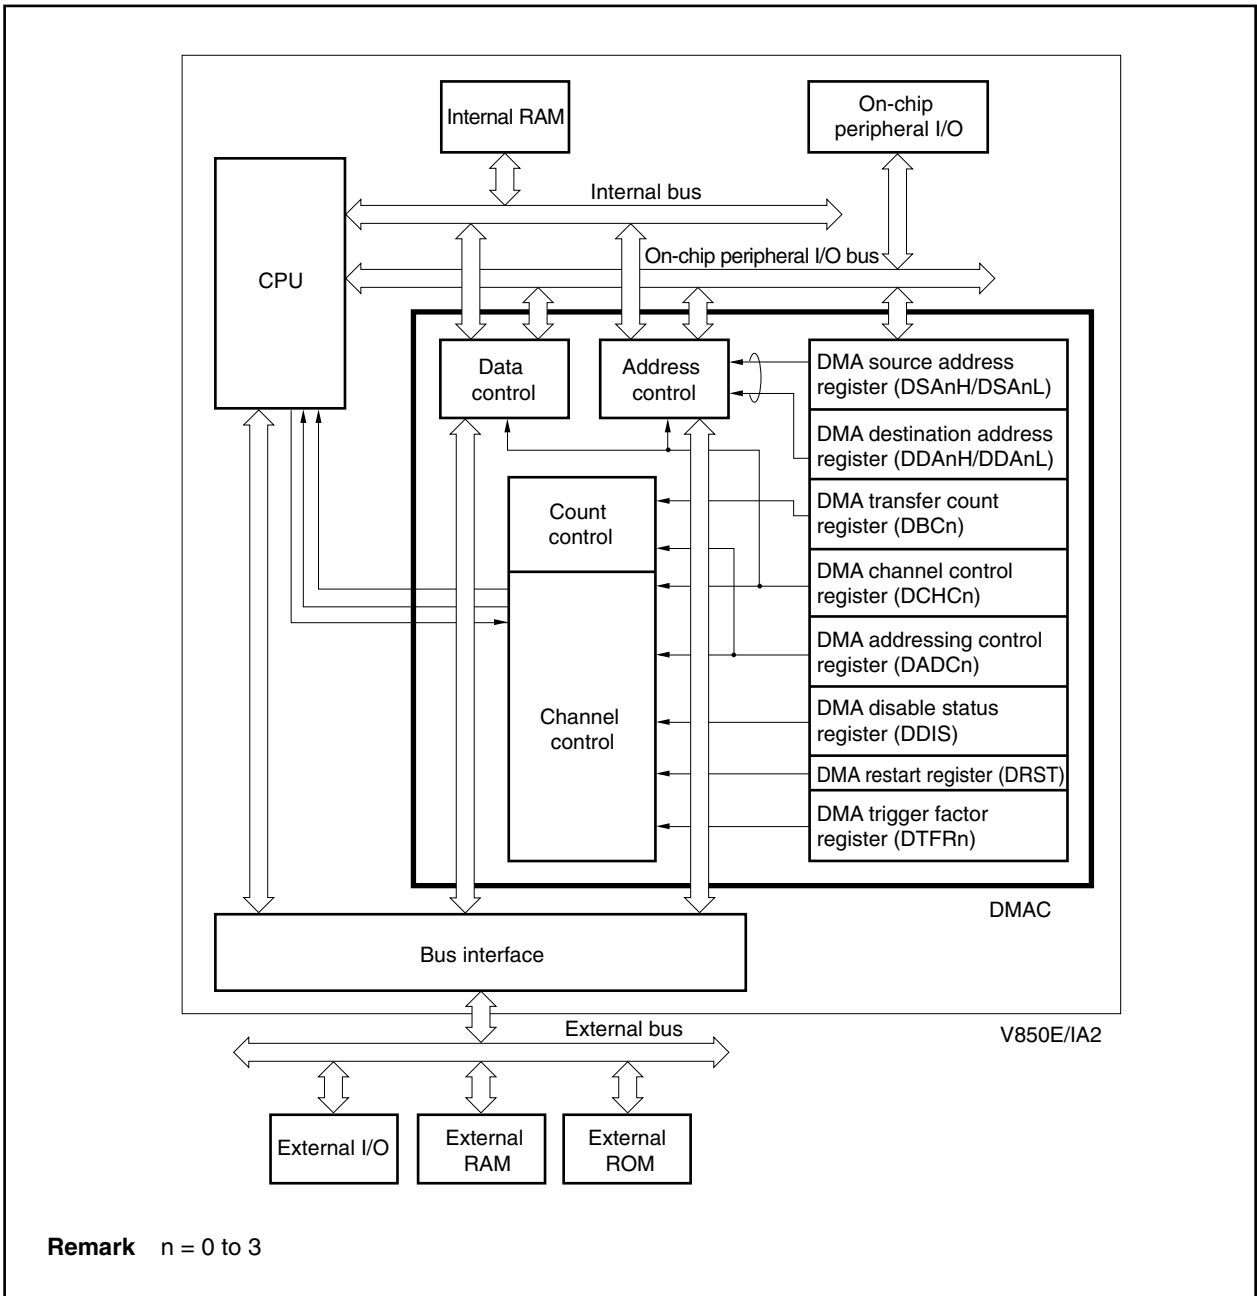 Internal RAM
On-chip
peripheral I/O
Internal bus
On-chip peripheral I/O bus
CPU
Data
control
Address
control
DMA source address
register (DSAnH/DSAnL)
DMA destination address
register (DDAnH/DDAnL)
Count
control
DMA transfer count
register (DBCn)
DMA channel control
register (DCHCn)
DMA addressing control
register (DADCn)
Channel
control
DMA disable status
register (DDIS)
DMA restart register (DRST)
DMA trigger factor
register (DTFRn)
DMAC
Bus interface
External bus
V850E/IA2
External I/O
External
RAM
External
ROM
Remark n = 0 to 3